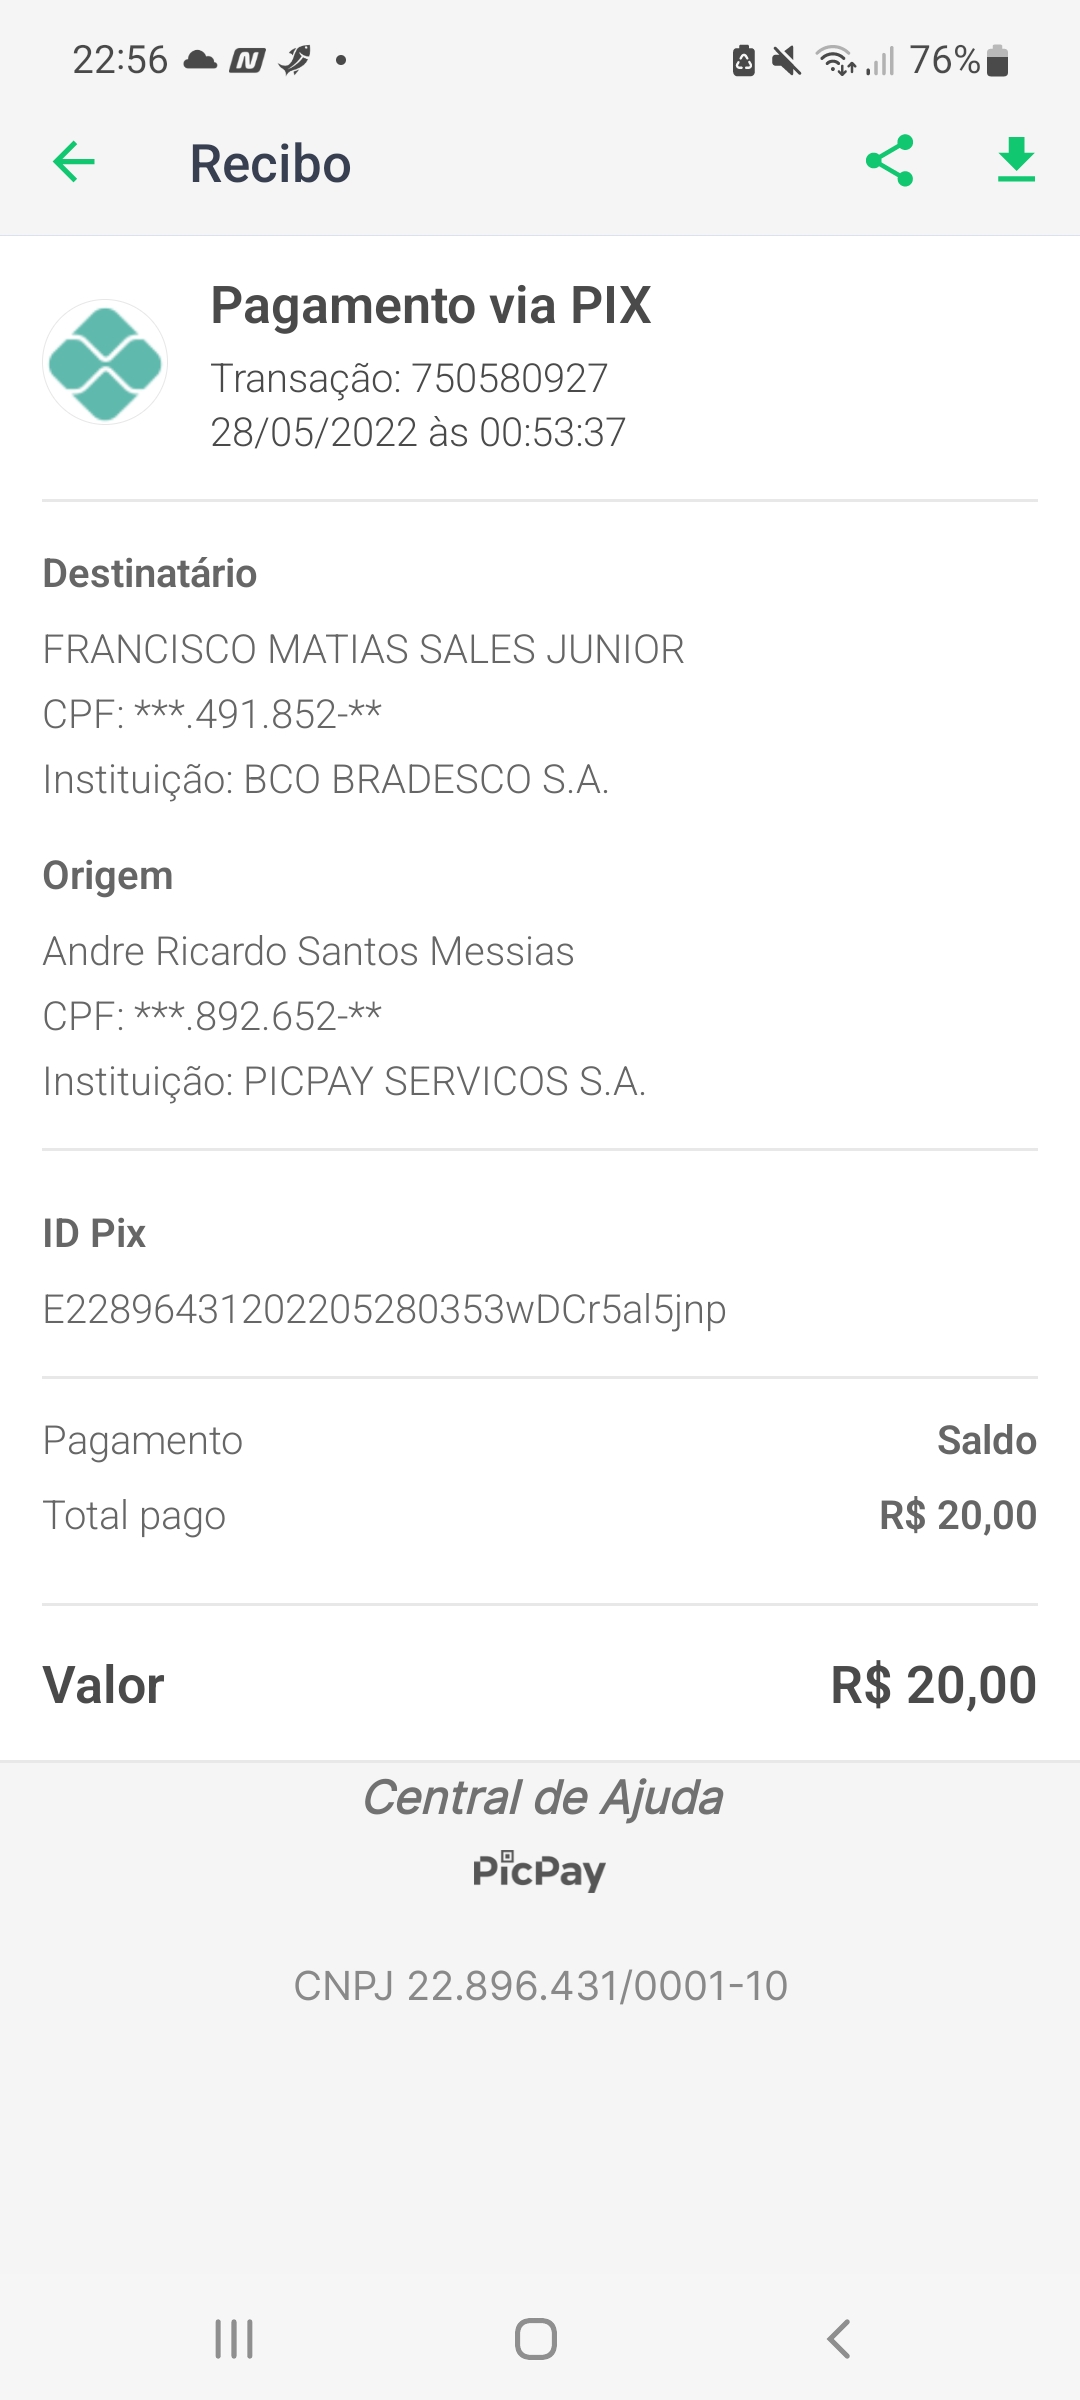 22:56 N 76%
Recibo
Pagamento via PIX
Transação: 750580927
28/05/2022 às 00:53:37
Destinatário
FRANCISCO MATIAS SALES JUNIOR
CPF: ***.491.852-**
Instituição: BCO BRADESCO S.A.
Origem
Andre Ricardo Santos Messias
CPF: ***.892.652-**
Instituição: PICPAY SERVICOS S.A.
ID Pix
E22896431202205280353wDCr5al5jnp
Pagamento Saldo
Total pago R$ 20,00
Valor R$ 20,00
Central de Ajuda
PicPay
CNPJ 22.896.431/0001-10